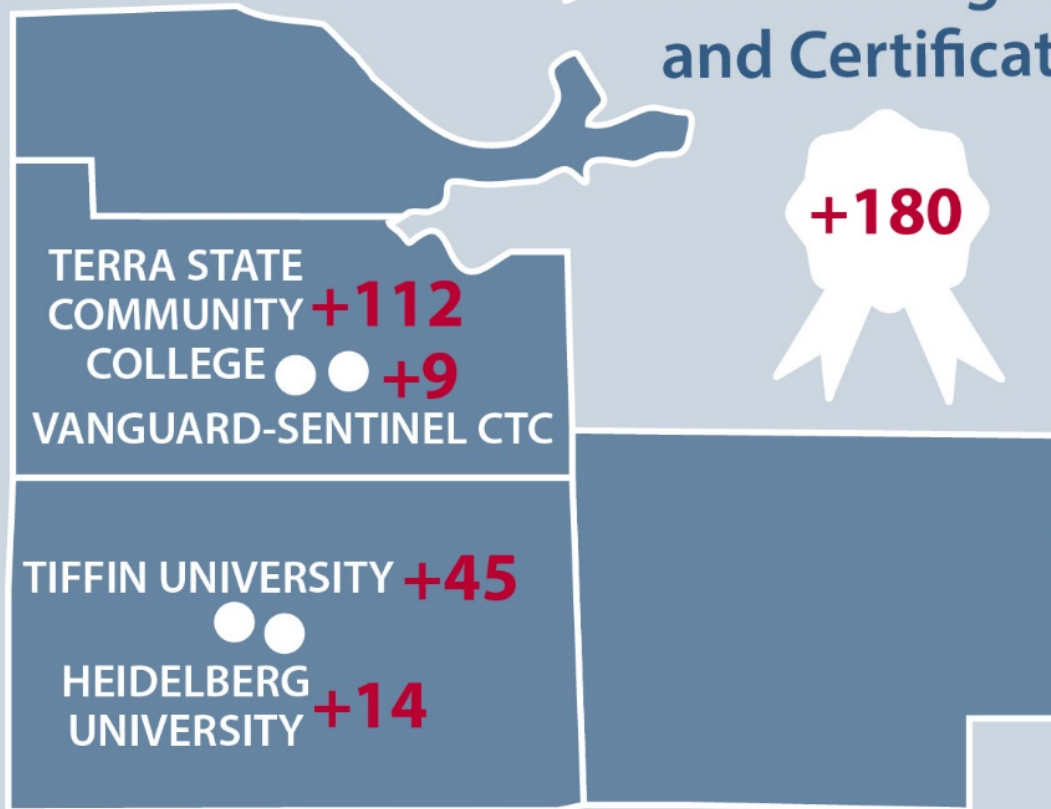 and Certificat
+180
TERRA STATE
COMMUNITY +112
COLLEGE +9
VANGUARD-SENTINEL CTC
TIFFIN UNIVERSITY +45
HEIDELBERG
UNIVERSITY +14